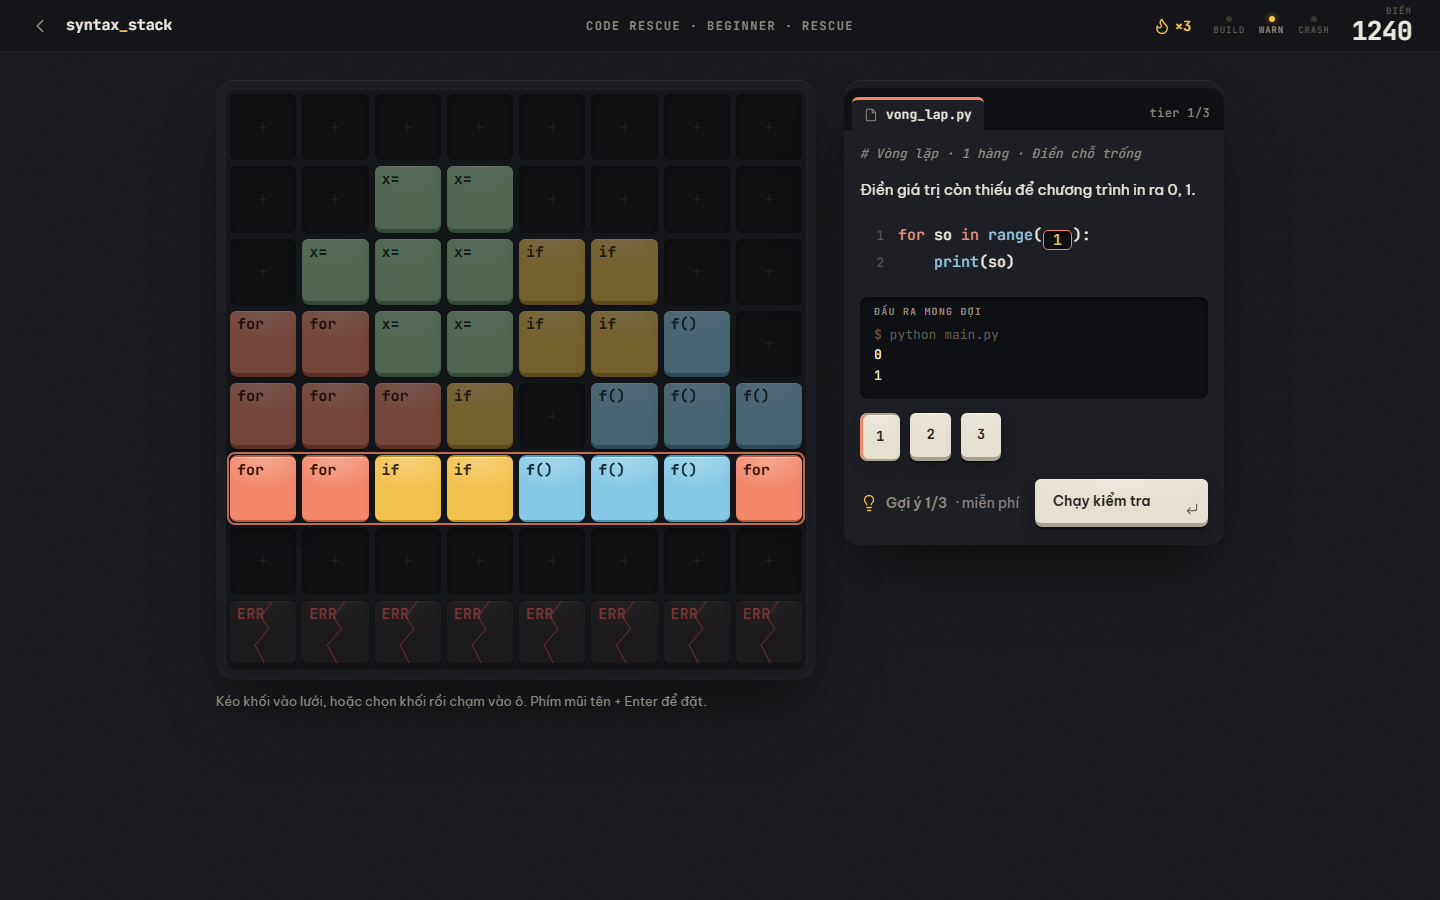 syntax_stack
CODE RESCUE · BEGINNER · RESCUE
×3
BUILD WARN CRASH
ĐIỂM
1240
x= x=
x= x= x= if if
for for x= x= if if f()
for for for if f() f() f()
for for if if f() f() f() for
ERR ERR ERR ERR ERR ERR ERR ERR
Kéo khối vào lưới, hoặc chọn khối rồi chạm vào ô. Phím mũi tên + Enter để đặt.
vong_lap.py
tier 1/3
# Vòng lặp · 1 hàng · Điền chỗ trống
Điền giá trị còn thiếu để chương trình in ra 0, 1.
1 for so in range(1):
2 print(so)
ĐẦU RA MONG ĐỢI
$ python main.py
0
1
1 2 3
Gợi ý 1/3 · miễn phí
Chạy kiểm tra